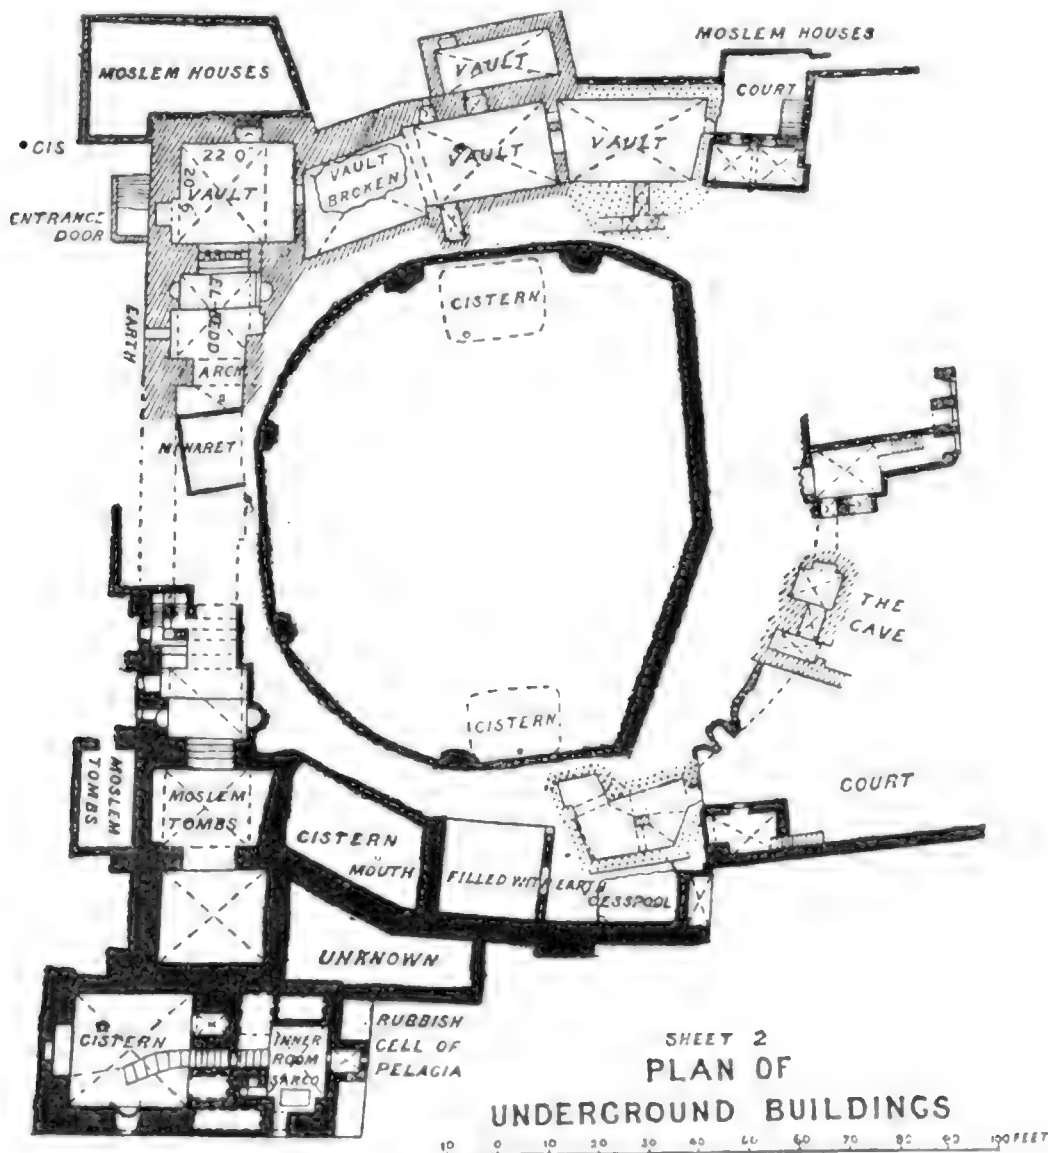 MOSLEM HOUSES
VAULT
MOSLEM HOUSES
COURT
CIS
22 0
VAULT
20 6
VAULT
BROKEN
VAULT
VAULT
ENTRANCE
DOOR
EARTH
EL-BEDD
ARCH
MINARET
CISTERN
THE
CAVE
CISTERN
COURT
MOSLEM
TOMBS
MOSLEM
TOMBS
CISTERN
MOUTH
FILLED WITH EARTH
CESSPOOL
UNKNOWN
CISTERN
INNER
ROOM
SARCO
RUBBISH
CELL OF
PELAGIA
SHEET 2
PLAN OF
UNDERGROUND BUILDINGS
10 0 10 20 30 40 50 60 70 80 90 100 FEET